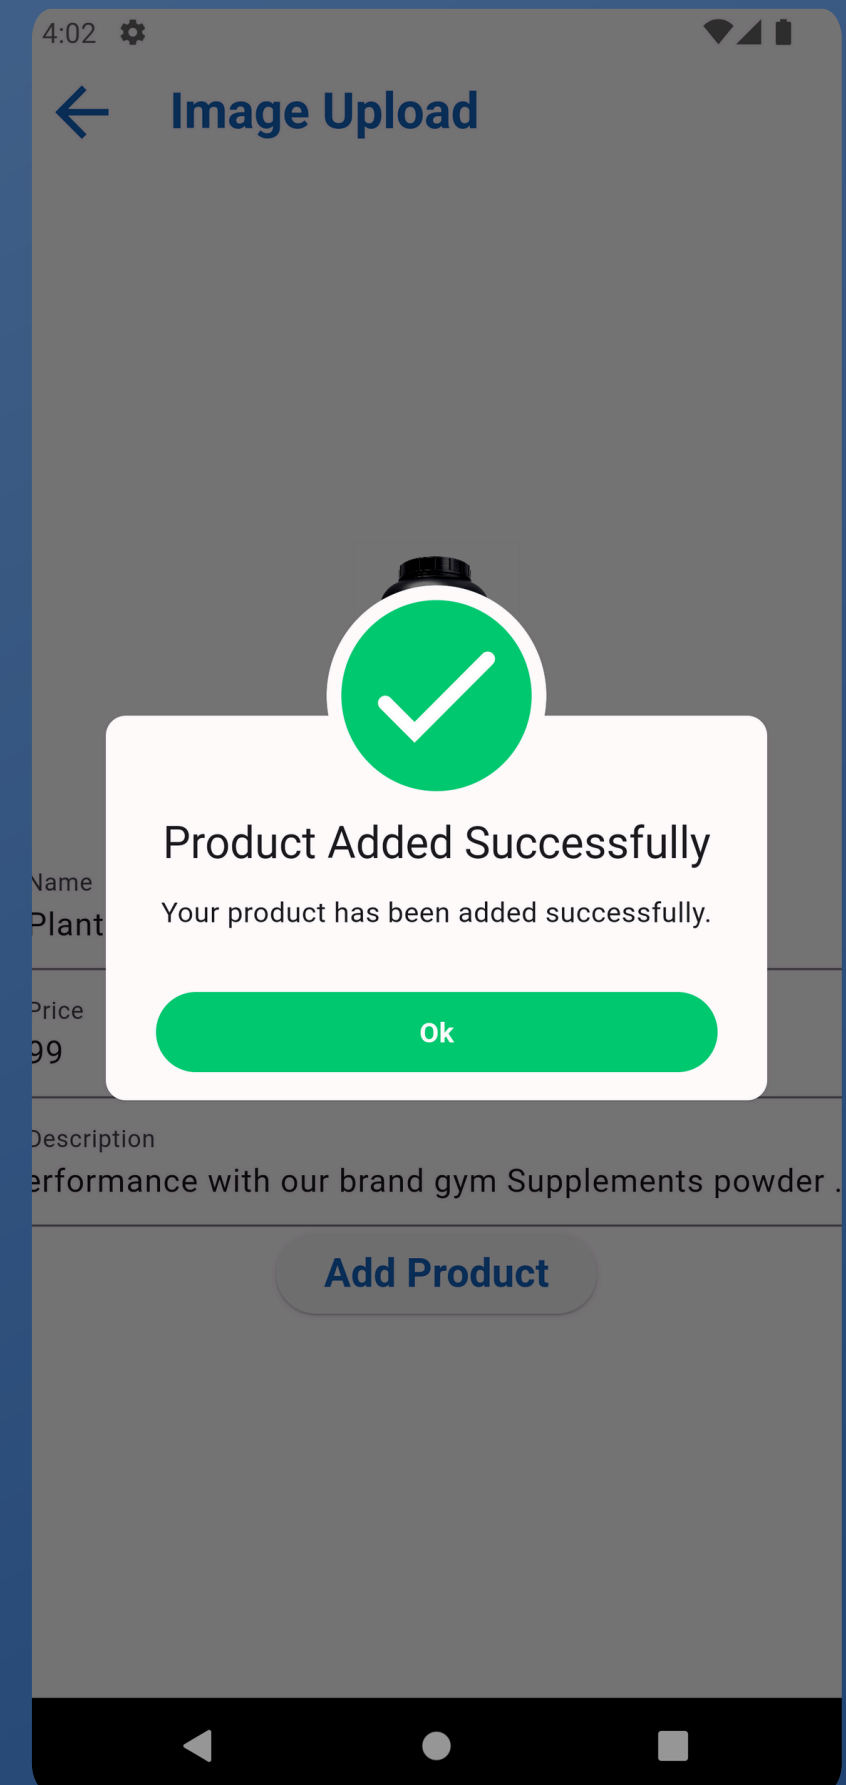 4:02
Image Upload
Product Added Successfully
Your product has been added successfully.
Name
Plant
Price
99
Ok
Description
erformance with our brand gym Supplements powder .
Add Product